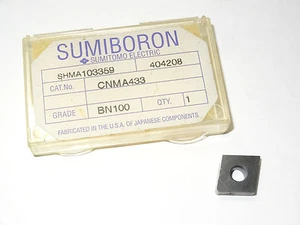 SUMIBORON
SUMITOMO ELECTRIC
SHMA103359 404208
CAT.No. CNMA433
GRADE BN100 QTY. 1
FABRICATED IN THE U.S.A. OF JAPANESE COMPONENTS